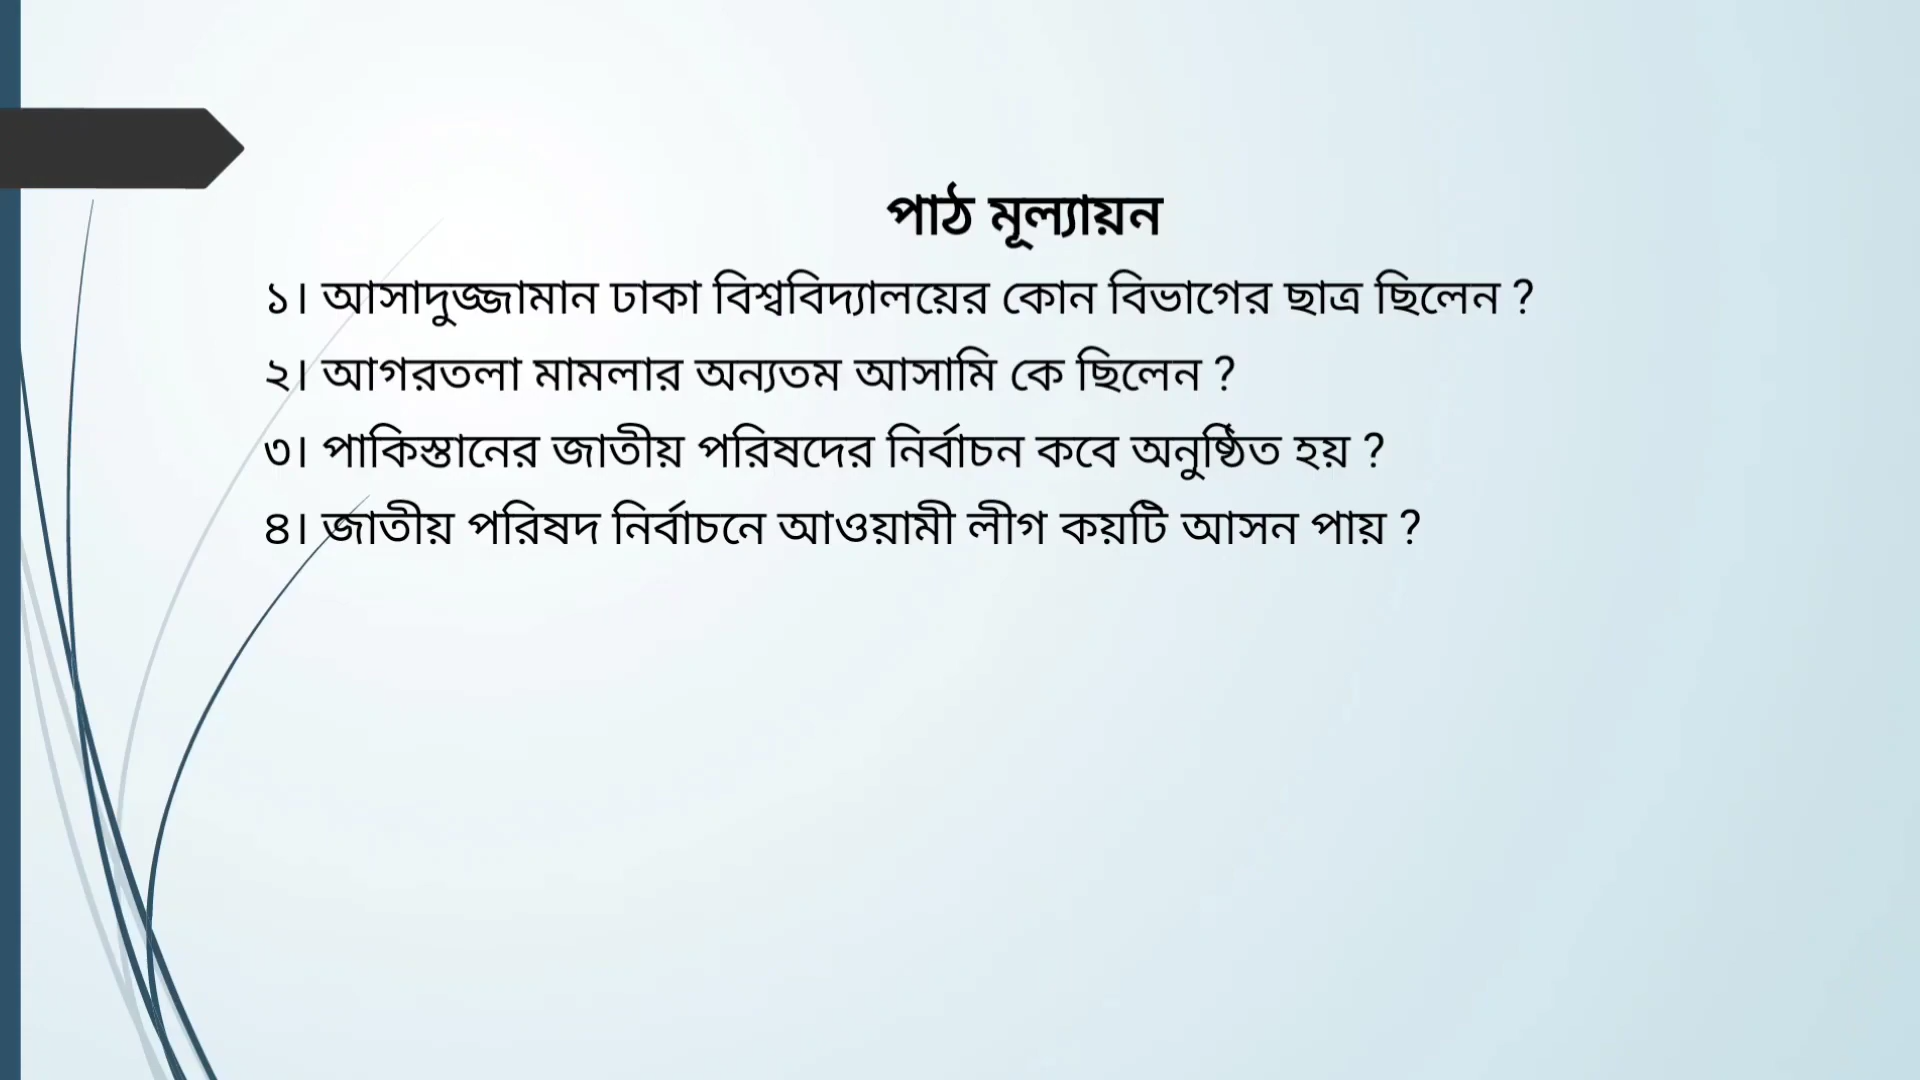 পাঠ মূল্যায়ন
১। আসাদুজ্জামান ঢাকা বিশ্ববিদ্যালয়ের কোন বিভাগের ছাত্র ছিলেন ?
২। আগরতলা মামলার অন্যতম আসামি কে ছিলেন ?
৩। পাকিস্তানের জাতীয় পরিষদের নির্বাচন কবে অনুষ্ঠিত হয় ?
৪। জাতীয় পরিষদ নির্বাচনে আওয়ামী লীগ কয়টি আসন পায় ?